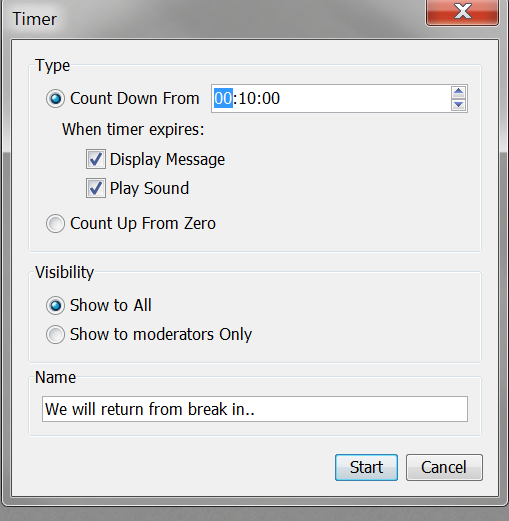 Timer
Type
Count Down From 00:10:00
When timer expires:
Display Message
Play Sound
Count Up From Zero
Visibility
Show to All
Show to moderators Only
Name
We will return from break in..
Start Cancel